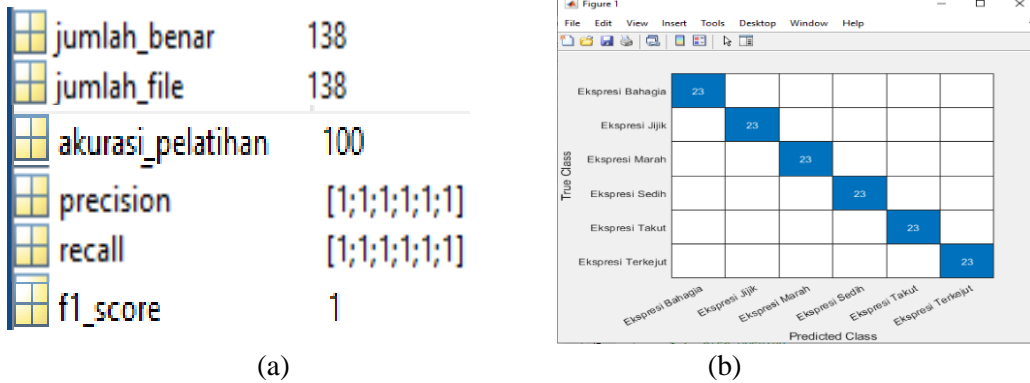 jumlah_benar 138
jumlah_file 138
akurasi_pelatihan 100
precision [1;1;1;1;1;1]
recall [1;1;1;1;1;1]
f1_score 1
(a)
Figure 1
File Edit View Insert Tools Desktop Window Help
True Class
Ekspresi Bahagia 23
Ekspresi Jijik 23
Ekspresi Marah 23
Ekspresi Sedih 23
Ekspresi Takut 23
Ekspresi Terkejut 23
Ekspresi Bahagia
Ekspresi Jijik
Ekspresi Marah
Ekspresi Sedih
Ekspresi Takut
Ekspresi Terkejut
Predicted Class
(b)